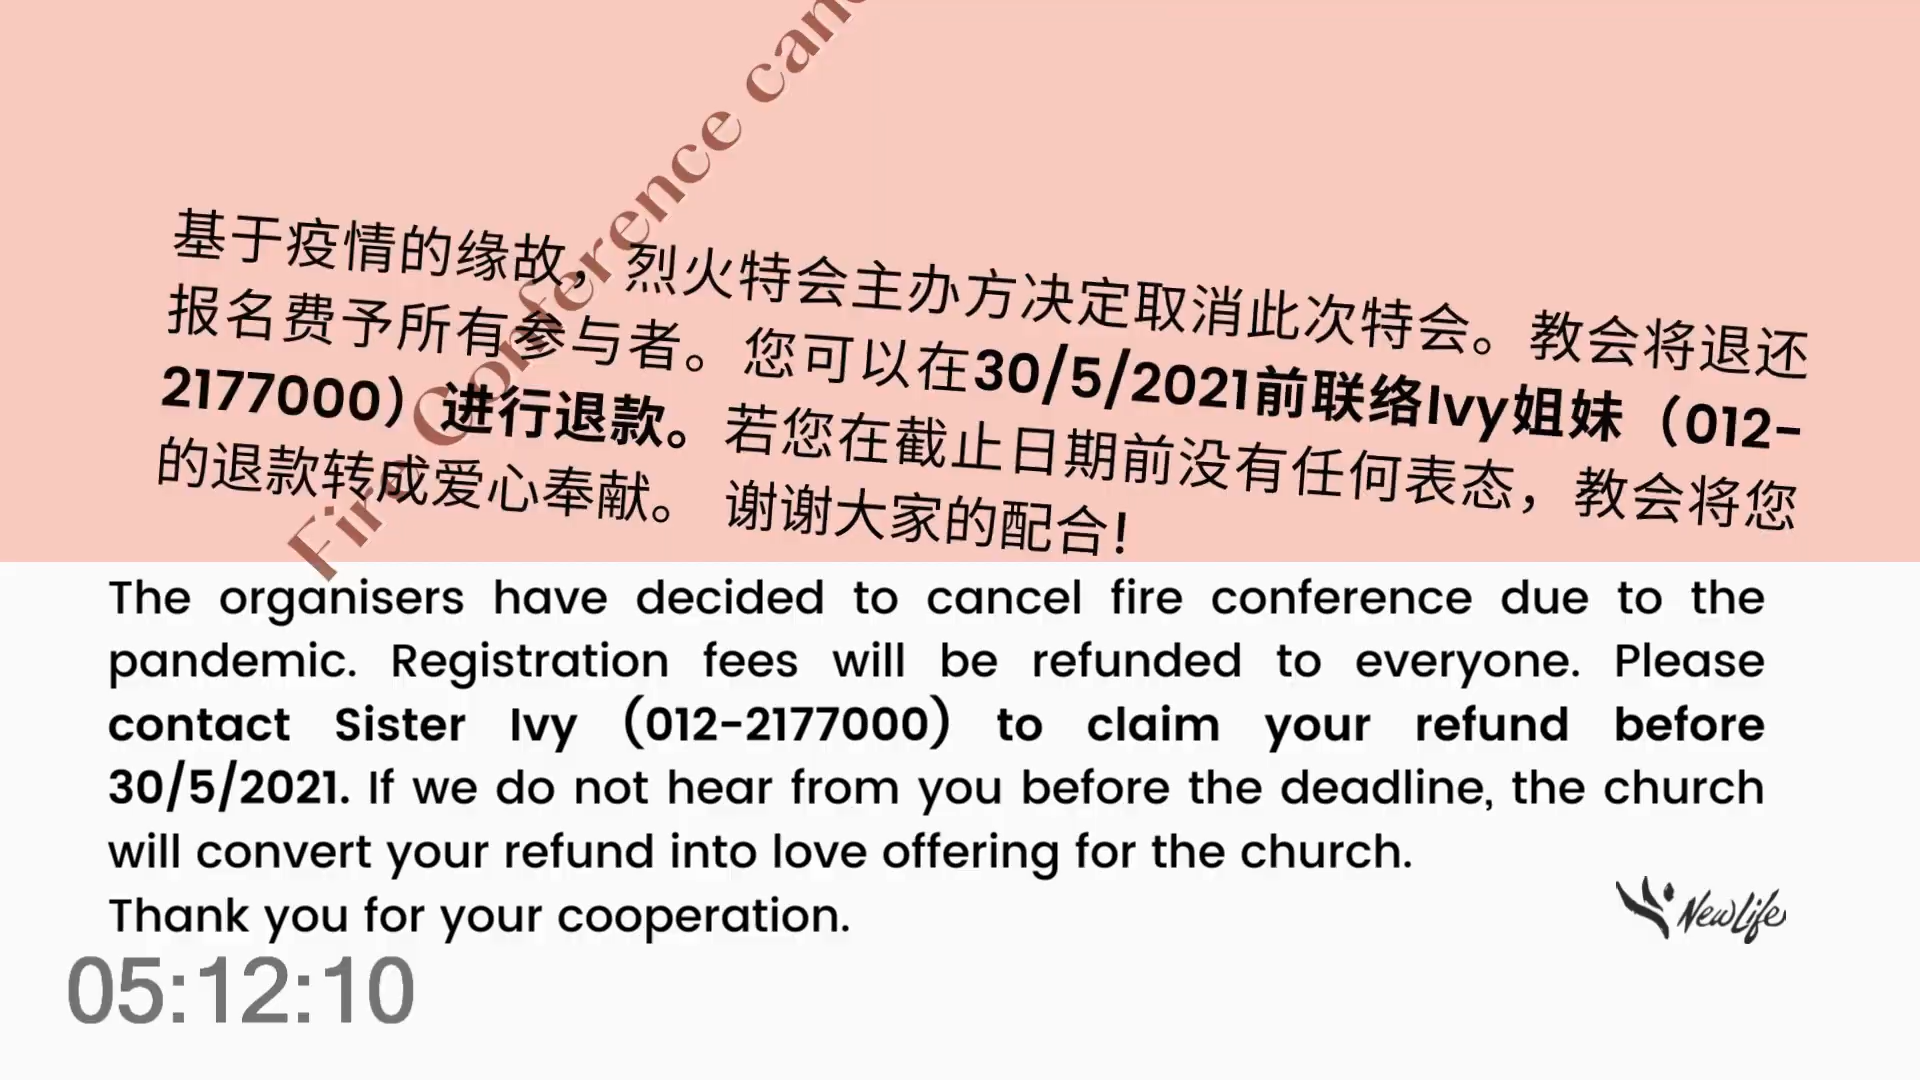 Fire Conference canc
基于疫情的缘故，烈火特会主办方决定取消此次特会。教会将退还
报名费予所有参与者。您可以在30/5/2021前联络Ivy姐妹（012-
2177000）进行退款。若您在截止日期前没有任何表态，教会将您
的退款转成爱心奉献。 谢谢大家的配合!
The organisers have decided to cancel fire conference due to the
pandemic. Registration fees will be refunded to everyone. Please
contact Sister Ivy (012-2177000) to claim your refund before
30/5/2021. If we do not hear from you before the deadline, the church
will convert your refund into love offering for the church.
Thank you for your cooperation.
NewLife
05:12:10